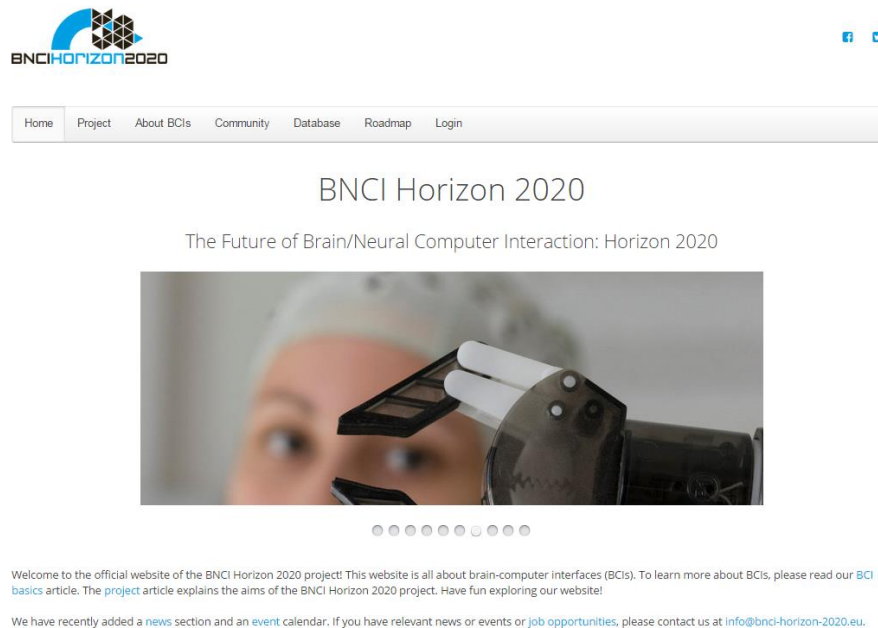 BNCIHORIZON2020
Home Project About BCIs Community Database Roadmap Login
BNCI Horizon 2020
The Future of Brain/Neural Computer Interaction: Horizon 2020
Welcome to the official website of the BNCI Horizon 2020 project! This website is all about brain-computer interfaces (BCIs). To learn more about BCIs, please read our BCI
basics article. The project article explains the aims of the BNCI Horizon 2020 project. Have fun exploring our website!
We have recently added a news section and an event calendar. If you have relevant news or events or job opportunities, please contact us at info@bnci-horizon-2020.eu.